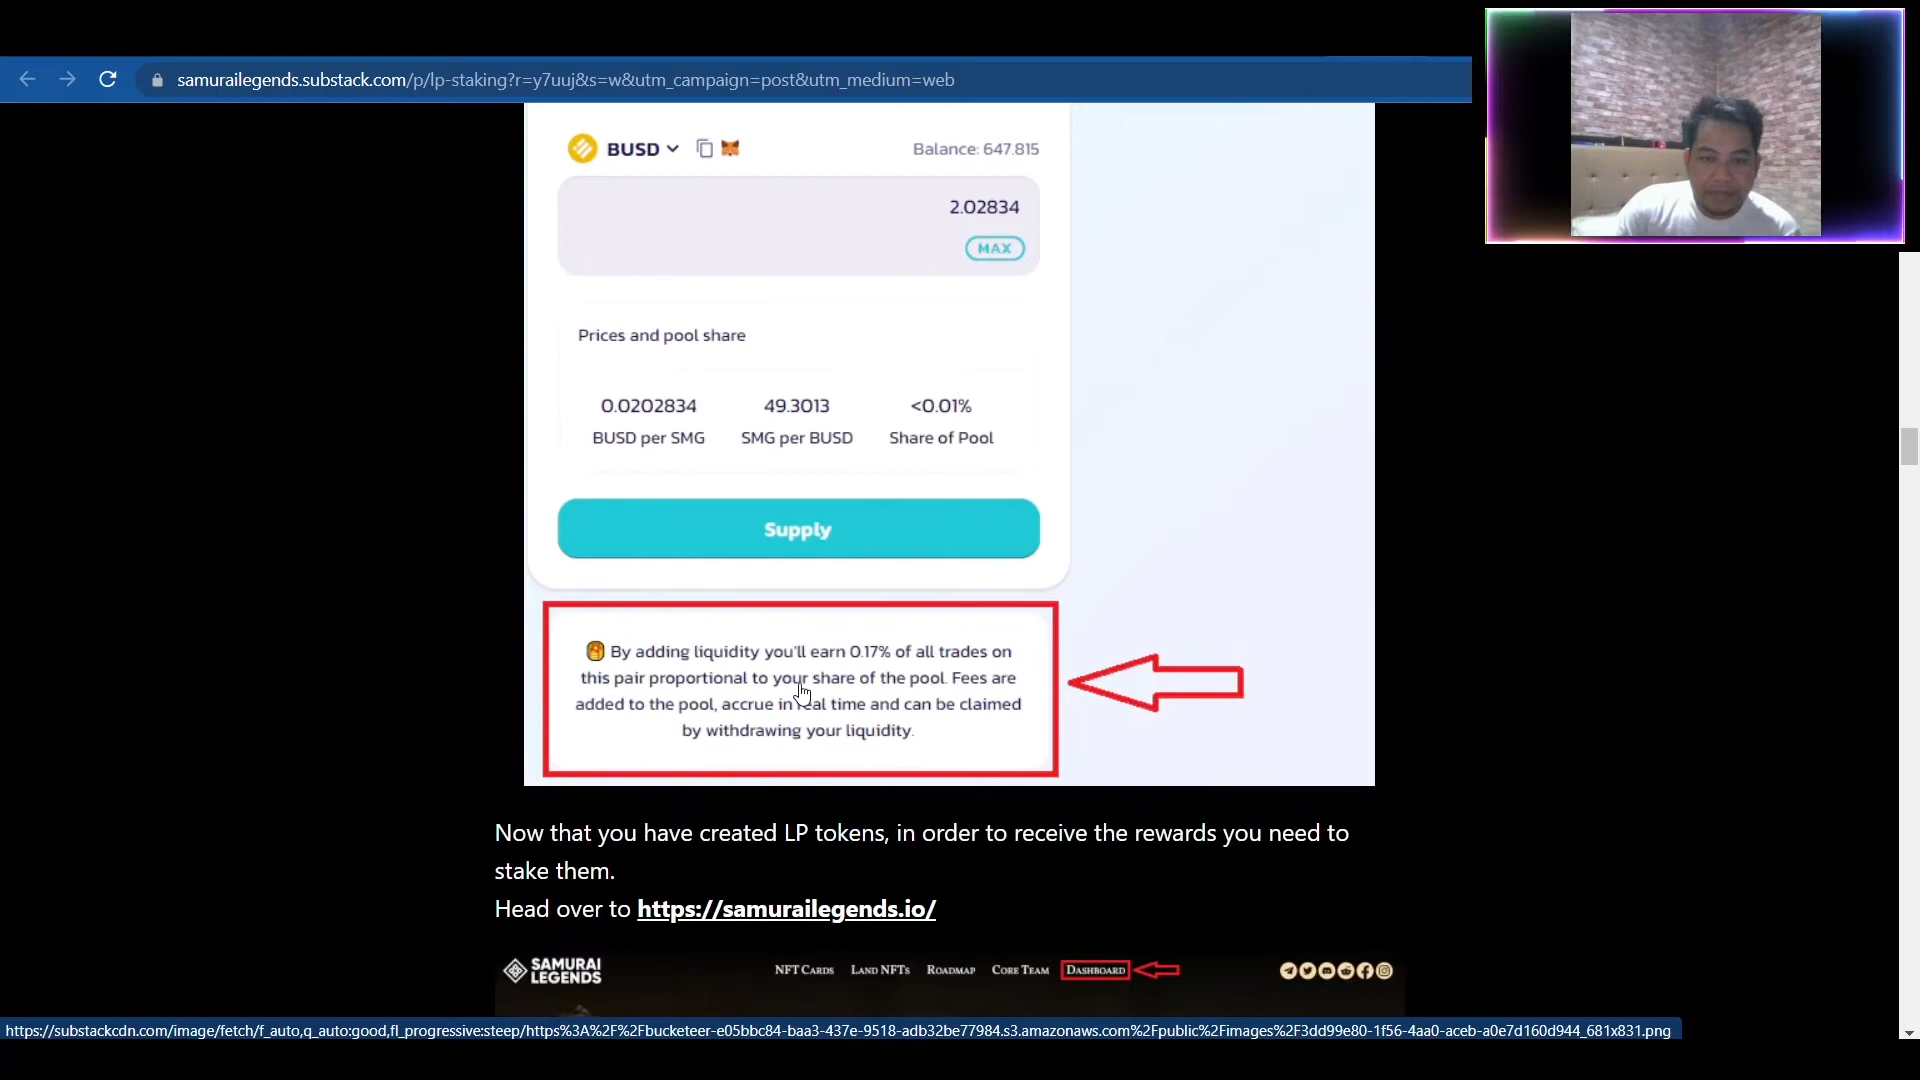 samurailegends.substack.com/p/lp-staking?r=y7uuj&s=w&utm_campaign=post&utm_medium=web
BUSD
Balance: 647.815
2.02834
MAX
Prices and pool share
0.0202834 49.3013 <0.01%
BUSD per SMG SMG per BUSD Share of Pool
Supply
By adding liquidity you'll earn 0.17% of all trades on
this pair proportional to your share of the pool. Fees are
added to the pool, accrue in real time and can be claimed
by withdrawing your liquidity.
Now that you have created LP tokens, in order to receive the rewards you need to
stake them.
Head over to https://samurailegends.io/
SAMURAI
LEGENDS
NFT CARDS LAND NFTS ROADMAP CORE TEAM DASHBOARD
https://substackcdn.com/image/fetch/f_auto,q_auto:good,fl_progressive:steep/https%3A%2F%2Fbucketeer-e05bbc84-baa3-437e-9518-adb32be77984.s3.amazonaws.com%2Fpublic%2Fimages%2F3dd99e80-1f56-4aa0-aceb-a0e7d160d944_681x831.png